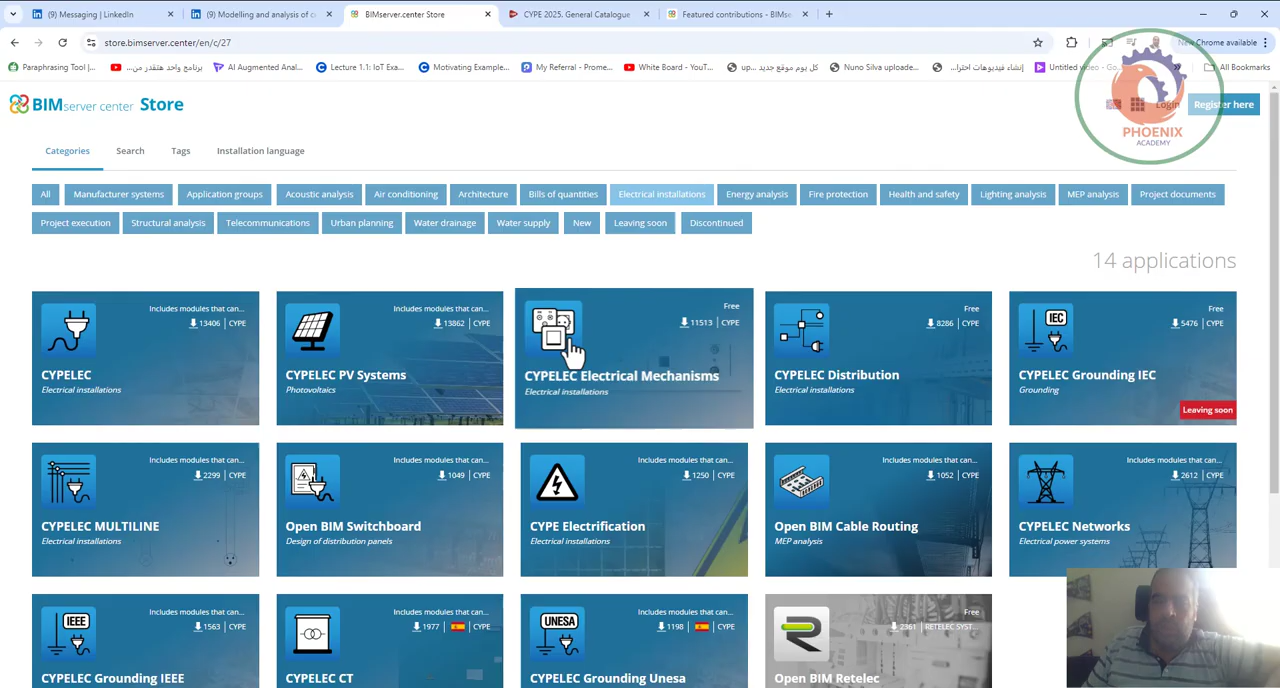 (9) Messaging | LinkedIn
(9) Modelling and analysis of c
BIMserver.center Store
CYPE 2025. General Catalogue
Featured contributions - BIMse
store.bimserver.center/en/c/27
New Chrome available
Paraphrasing Tool |...
برنامج واحد هتقدر من...
AI Augmented Anal...
Lecture 1.1: IoT Exa...
Motivating Example...
My Referral - Prome...
White Board - YouT...
كل يوم موقع جديد ...up
Nuno Silva uploade...
إنشاء فيديوهات احترا...
Untitled video - Go...
All Bookmarks
BIMserver center Store
Login
Register here
PHOENIX
ACADEMY
Categories
Search
Tags
Installation language
All
Manufacturer systems
Application groups
Acoustic analysis
Air conditioning
Architecture
Bills of quantities
Electrical installations
Energy analysis
Fire protection
Health and safety
Lighting analysis
MEP analysis
Project documents
Project execution
Structural analysis
Telecommunications
Urban planning
Water drainage
Water supply
New
Leaving soon
Discontinued
14 applications
Includes modules that can...
13406 | CYPE
CYPELEC
Electrical installations
Includes modules that can...
13862 | CYPE
CYPELEC PV Systems
Photovoltaics
Free
11513 | CYPE
CYPELEC Electrical Mechanisms
Electrical installations
Free
8286 | CYPE
CYPELEC Distribution
Electrical installations
IEC
Free
5476 | CYPE
CYPELEC Grounding IEC
Grounding
Leaving soon
Includes modules that can...
2299 | CYPE
CYPELEC MULTILINE
Electrical installations
Includes modules that can...
1049 | CYPE
Open BIM Switchboard
Design of distribution panels
Includes modules that can...
1250 | CYPE
CYPE Electrification
Electrical installations
Includes modules that can...
1052 | CYPE
Open BIM Cable Routing
MEP analysis
Includes modules that can...
2612 | CYPE
CYPELEC Networks
Electrical power systems
IEEE
Includes modules that can...
1563 | CYPE
CYPELEC Grounding IEEE
Includes modules that can...
1977 | CYPE
CYPELEC CT
UNESA
Includes modules that can...
1198 | CYPE
CYPELEC Grounding Unesa
Free
2361 | RETELEC SYST...
Open BIM Retelec